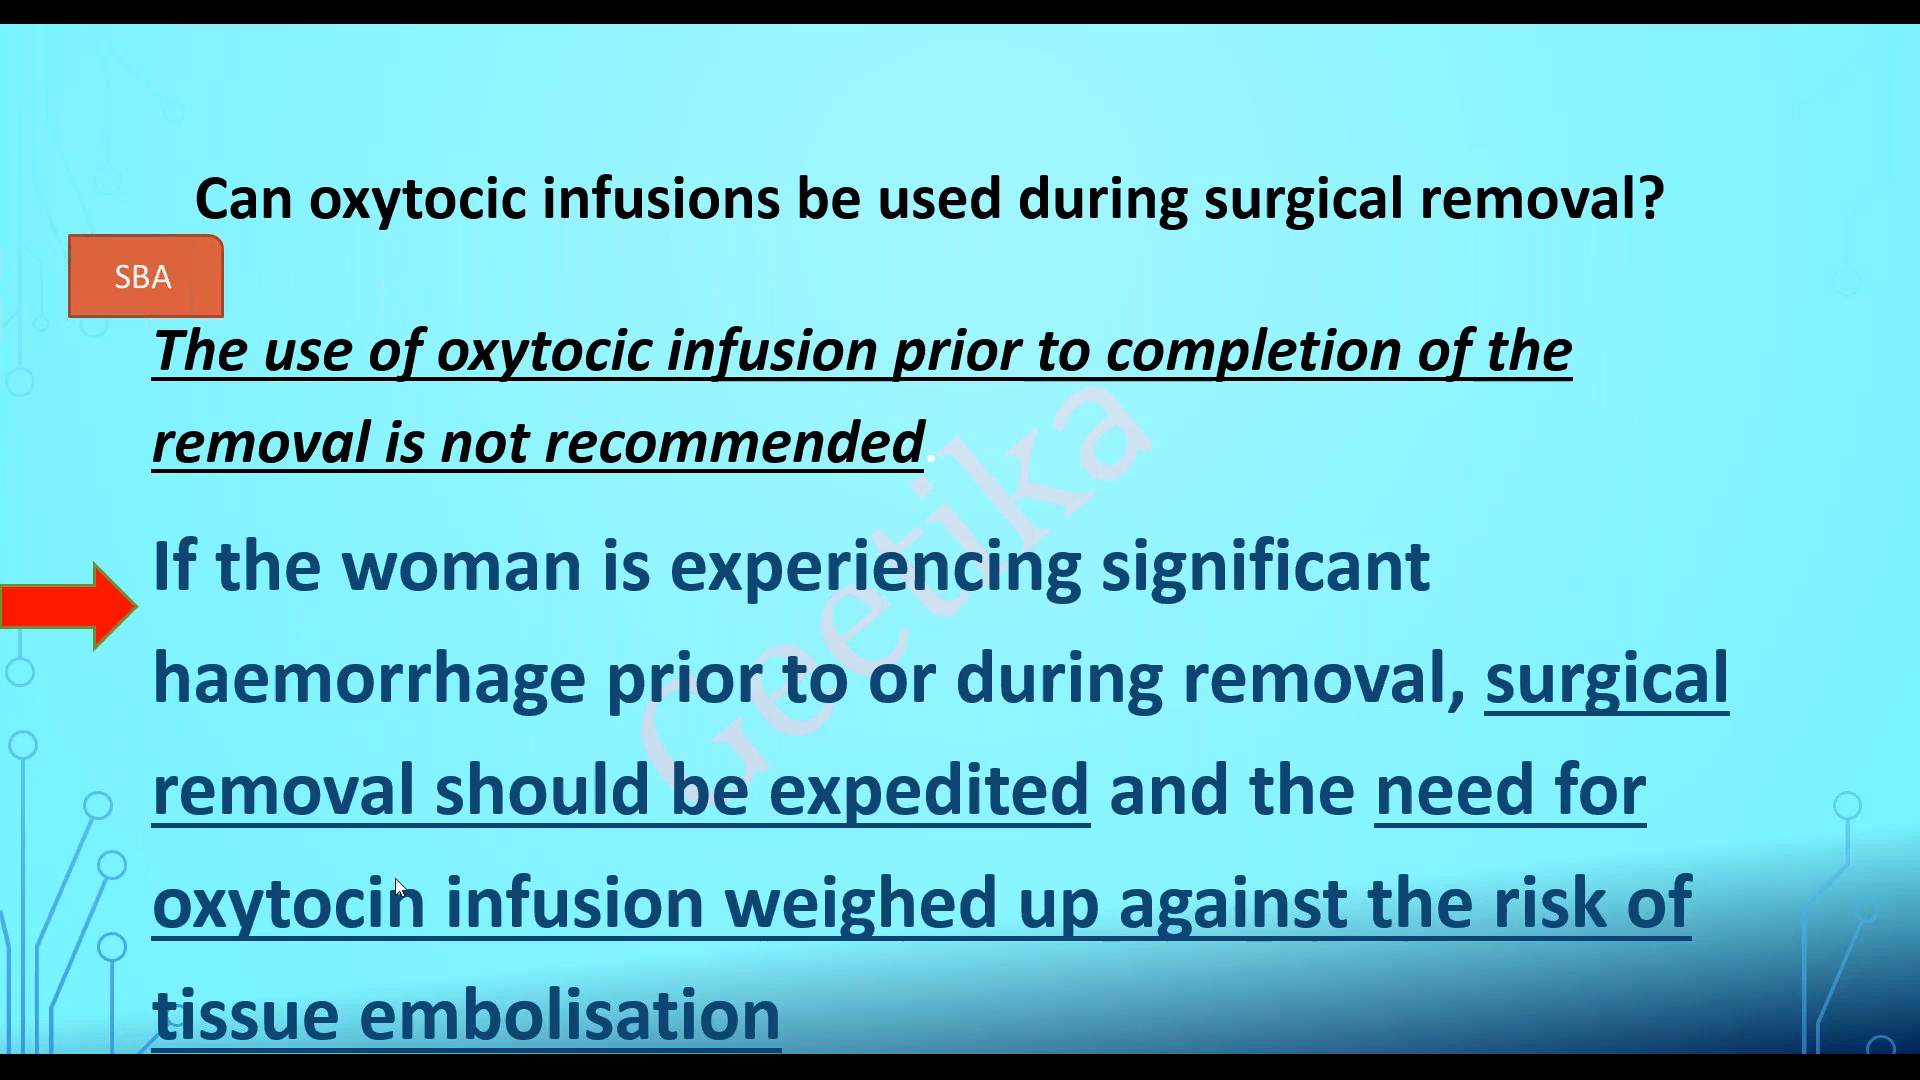 Can oxytocic infusions be used during surgical removal?
SBA
The use of oxytocic infusion prior to completion of the
removal is not recommended.
If the woman is experiencing significant
haemorrhage prior to or during removal, surgical
removal should be expedited and the need for
oxytocin infusion weighed up against the risk of
tissue embolisation
Geetika